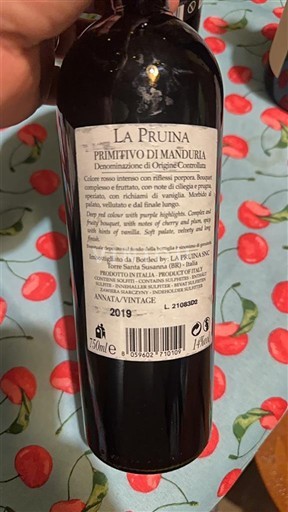 LA PRUINA
PRIMITIVO DI MANDURIA
Denominazione di Origine Controllata
Colore rosso intenso con riflessi porpora. Bouquet
complesso e fruttato, con note di ciliegia e prugna,
speziato, con richiami di vaniglia. Morbido al
palato, vellutato e dal finale lungo.
Deep red colour with purple highlights. Complex and
fruity bouquet, with notes of cherry and plum, spicy
with hints of vanilla. Soft palate, velvety and
long finish.
Imbottigliato da / Bottled by: LA PRUINA SNC
Torre Santa Susanna (BR) - Italia
PRODOTTO IN ITALIA - PRODUCT OF ITALY
CONTIENE SOLFITI - CONTAINS SULPHITES
ANNATA/VINTAGE
2019
L. 2108302
750ml e
8 059602 710109
14%vol